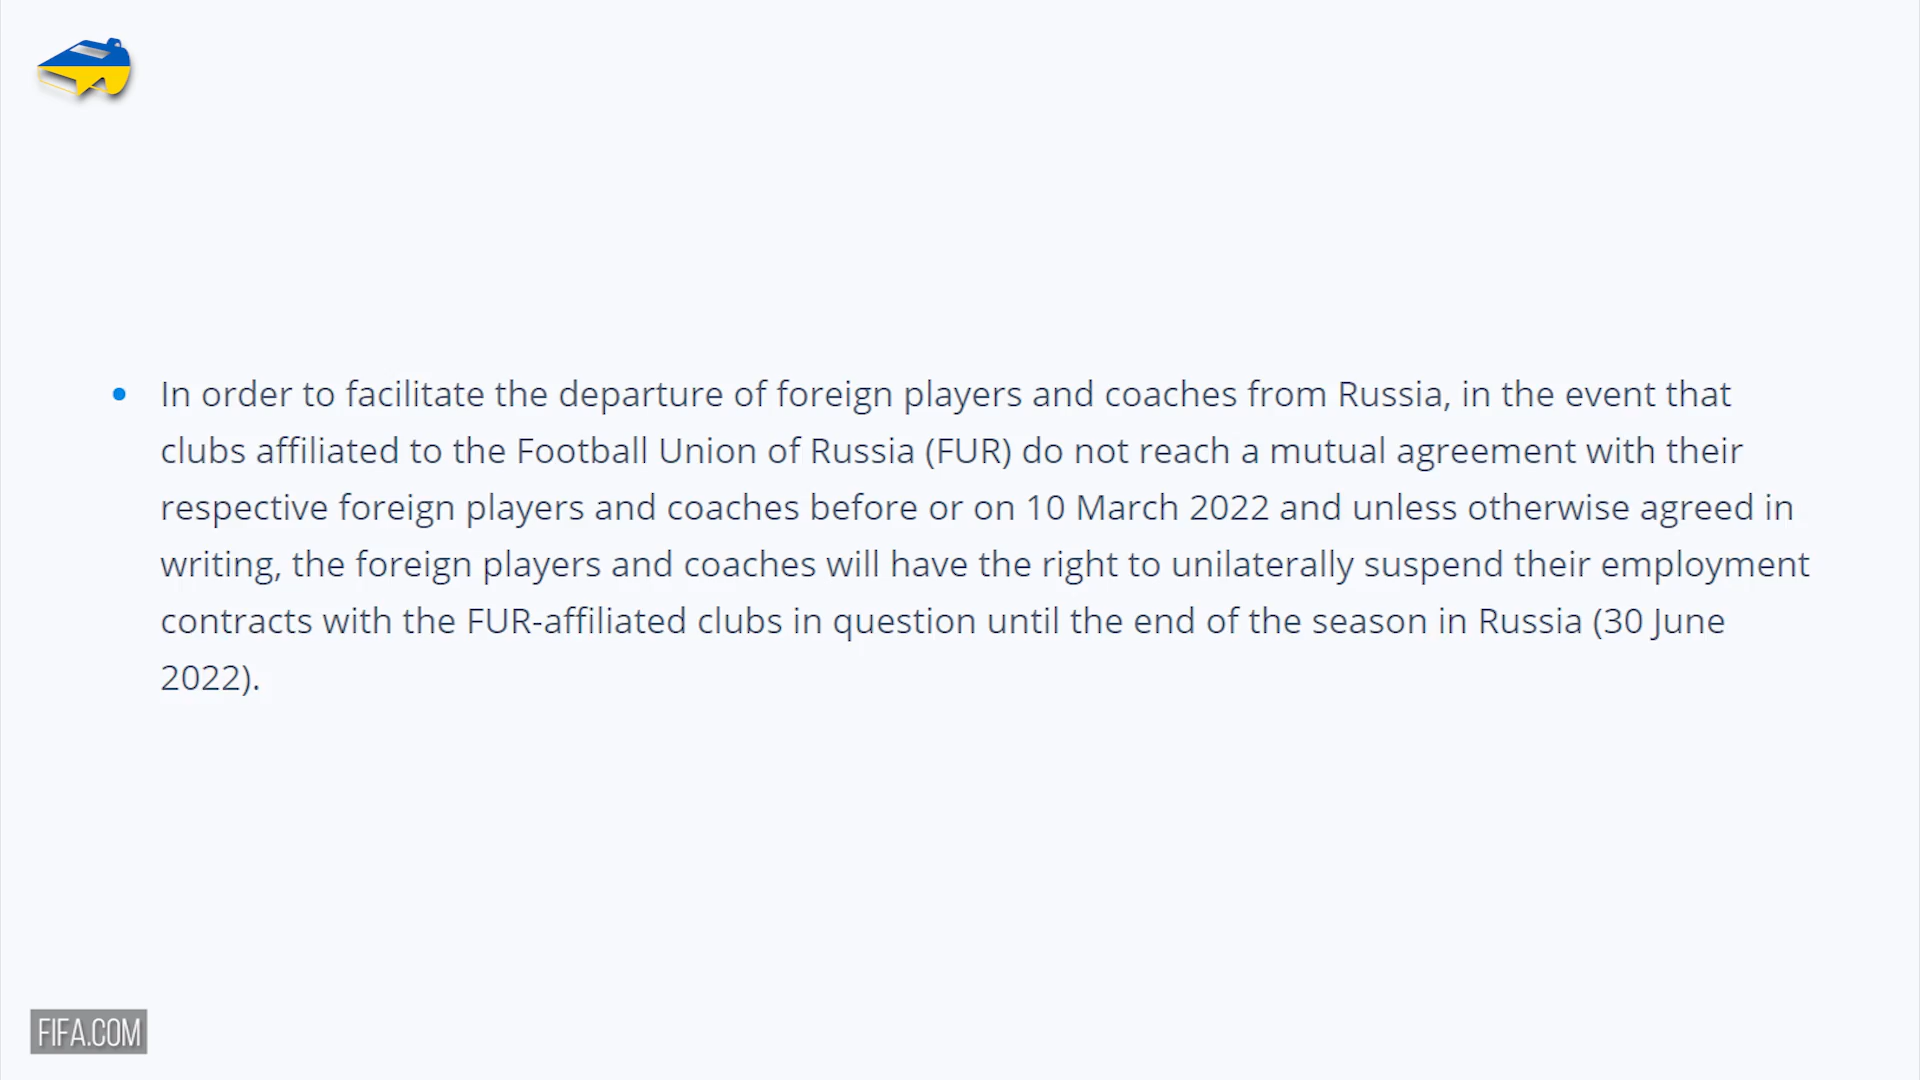 In order to facilitate the departure of foreign players and coaches from Russia, in the event that
clubs affiliated to the Football Union of Russia (FUR) do not reach a mutual agreement with their
respective foreign players and coaches before or on 10 March 2022 and unless otherwise agreed in
writing, the foreign players and coaches will have the right to unilaterally suspend their employment
contracts with the FUR-affiliated clubs in question until the end of the season in Russia (30 June
2022).
FIFA.COM